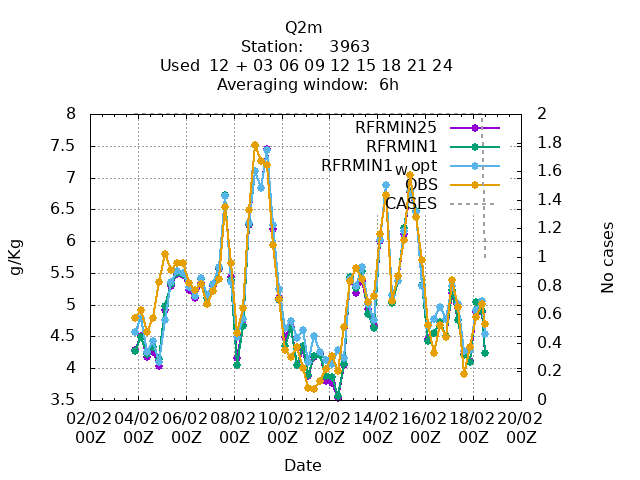 Q2m
Station: 3963
Used 12 + 03 06 09 12 15 18 21 24
Averaging window: 6h
RFRMIN25
RFRMIN1
RFRMIN1w opt
OBS
CASES
8
7.5
7
6.5
6
5.5
5
4.5
4
3.5
g/Kg
2
1.8
1.6
1.4
1.2
1
0.8
0.6
0.4
0.2
0
No cases
02/02 04/02 06/02 08/02 10/02 12/02 14/02 16/02 18/02 20/02
00Z 00Z 00Z 00Z 00Z 00Z 00Z 00Z 00Z 00Z
Date